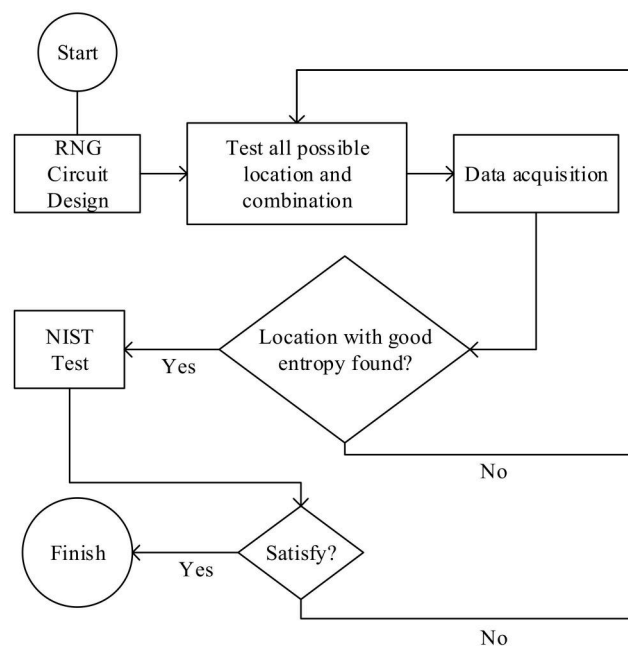 Start
RNG
Circuit
Design
Test all possible
location and
combination
Data acquisition
Location with good
entropy found?
Yes
NIST
Test
No
Satisfy?
Yes
Finish
No